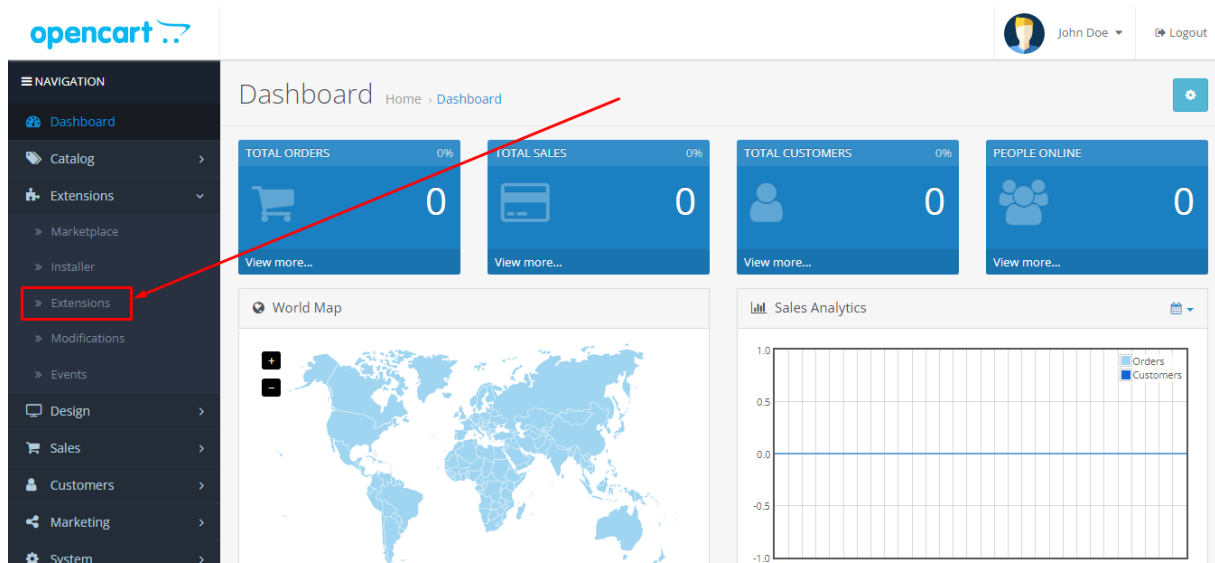 opencart
John Doe
Logout
NAVIGATION
Dashboard
Catalog
Extensions
» Marketplace
» Installer
» Extensions
» Modifications
» Events
Design
Sales
Customers
Marketing
System
Dashboard Home › Dashboard
TOTAL ORDERS 0%
0
View more...
TOTAL SALES 0%
0
View more...
TOTAL CUSTOMERS 0%
0
View more...
PEOPLE ONLINE
0
View more...
World Map
+
-
Sales Analytics
Orders
Customers
1.0
0.5
0.0
-0.5
-1.0